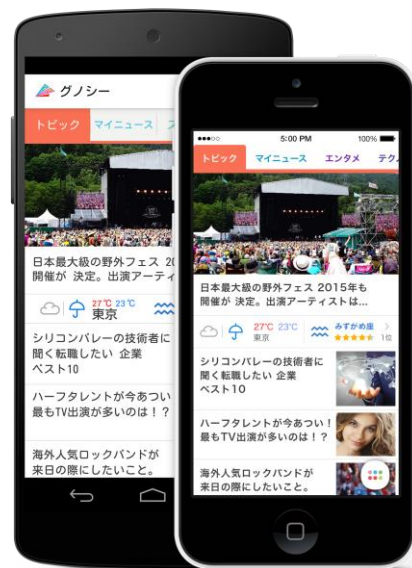 グノシー
トピック マイニュース
日本最大級の野外フェス 20
開催が 決定。出演アーティ
27℃ 23℃
東京
シリコンバレーの技術者に
聞く転職したい 企業
ベスト10
ハーフタレントが今あつい
最もTV出演が多いのは!?
海外人気ロックバンドが
来日の際にしたいこと。
5:00 PM 100%
トピック マイニュース エンタメ テク
日本最大級の野外フェス 2015年も
開催が 決定。出演アーティストは...
27℃ 23℃ みずがめ座
東京 ★★★★★ 1位
シリコンバレーの技術者に
聞く転職したい 企業
ベスト10
ハーフタレントが今あつい!
最もTV出演が多いのは!?
海外人気ロックバンドが
来日の際にしたいこと。